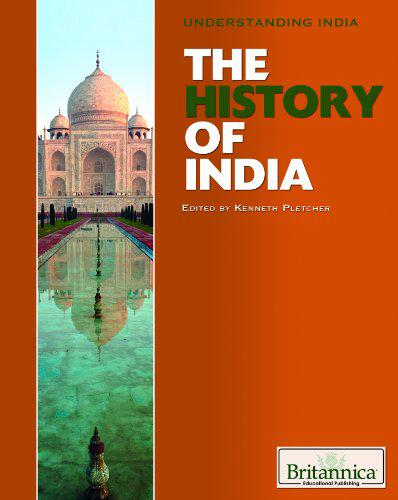 UNDERSTANDING INDIA
THE
HISTORY
OF
INDIA
EDITED BY KENNETH PLETCHER
Britannica®
Educational Publishing